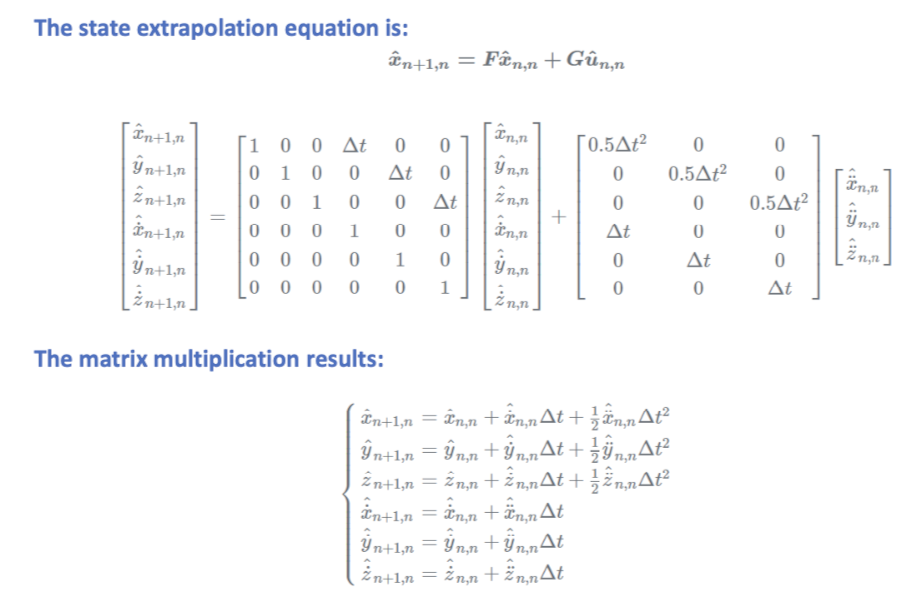 The state extrapolation equation is:
$\hat{\boldsymbol{x}}_{n+1,n} = \boldsymbol{F}\hat{\boldsymbol{x}}_{n,n} + \boldsymbol{G}\hat{\boldsymbol{u}}_{n,n}$
$\begin{bmatrix} \hat{x}_{n+1,n} \\ \hat{y}_{n+1,n} \\ \hat{z}_{n+1,n} \\ \hat{\dot{x}}_{n+1,n} \\ \hat{\dot{y}}_{n+1,n} \\ \hat{\dot{z}}_{n+1,n} \end{bmatrix} = \begin{bmatrix} 1 & 0 & 0 & \Delta t & 0 & 0 \\ 0 & 1 & 0 & 0 & \Delta t & 0 \\ 0 & 0 & 1 & 0 & 0 & \Delta t \\ 0 & 0 & 0 & 1 & 0 & 0 \\ 0 & 0 & 0 & 0 & 1 & 0 \\ 0 & 0 & 0 & 0 & 0 & 1 \end{bmatrix} \begin{bmatrix} \hat{x}_{n,n} \\ \hat{y}_{n,n} \\ \hat{z}_{n,n} \\ \hat{\dot{x}}_{n,n} \\ \hat{\dot{y}}_{n,n} \\ \hat{\dot{z}}_{n,n} \end{bmatrix} + \begin{bmatrix} 0.5\Delta t^2 & 0 & 0 \\ 0 & 0.5\Delta t^2 & 0 \\ 0 & 0 & 0.5\Delta t^2 \\ \Delta t & 0 & 0 \\ 0 & \Delta t & 0 \\ 0 & 0 & \Delta t \end{bmatrix} \begin{bmatrix} \hat{\ddot{x}}_{n,n} \\ \hat{\ddot{y}}_{n,n} \\ \hat{\ddot{z}}_{n,n} \end{bmatrix}$
The matrix multiplication results:
$\hat{x}_{n+1,n} = \hat{x}_{n,n} + \hat{\dot{x}}_{n,n}\Delta t + \frac{1}{2}\hat{\ddot{x}}_{n,n}\Delta t^2$
$\hat{y}_{n+1,n} = \hat{y}_{n,n} + \hat{\dot{y}}_{n,n}\Delta t + \frac{1}{2}\hat{\ddot{y}}_{n,n}\Delta t^2$
$\hat{z}_{n+1,n} = \hat{z}_{n,n} + \hat{\dot{z}}_{n,n}\Delta t + \frac{1}{2}\hat{\ddot{z}}_{n,n}\Delta t^2$
$\hat{\dot{x}}_{n+1,n} = \hat{\dot{x}}_{n,n} + \hat{\ddot{x}}_{n,n}\Delta t$
$\hat{\dot{y}}_{n+1,n} = \hat{\dot{y}}_{n,n} + \hat{\ddot{y}}_{n,n}\Delta t$
$\hat{\dot{z}}_{n+1,n} = \hat{\dot{z}}_{n,n} + \hat{\ddot{z}}_{n,n}\Delta t$